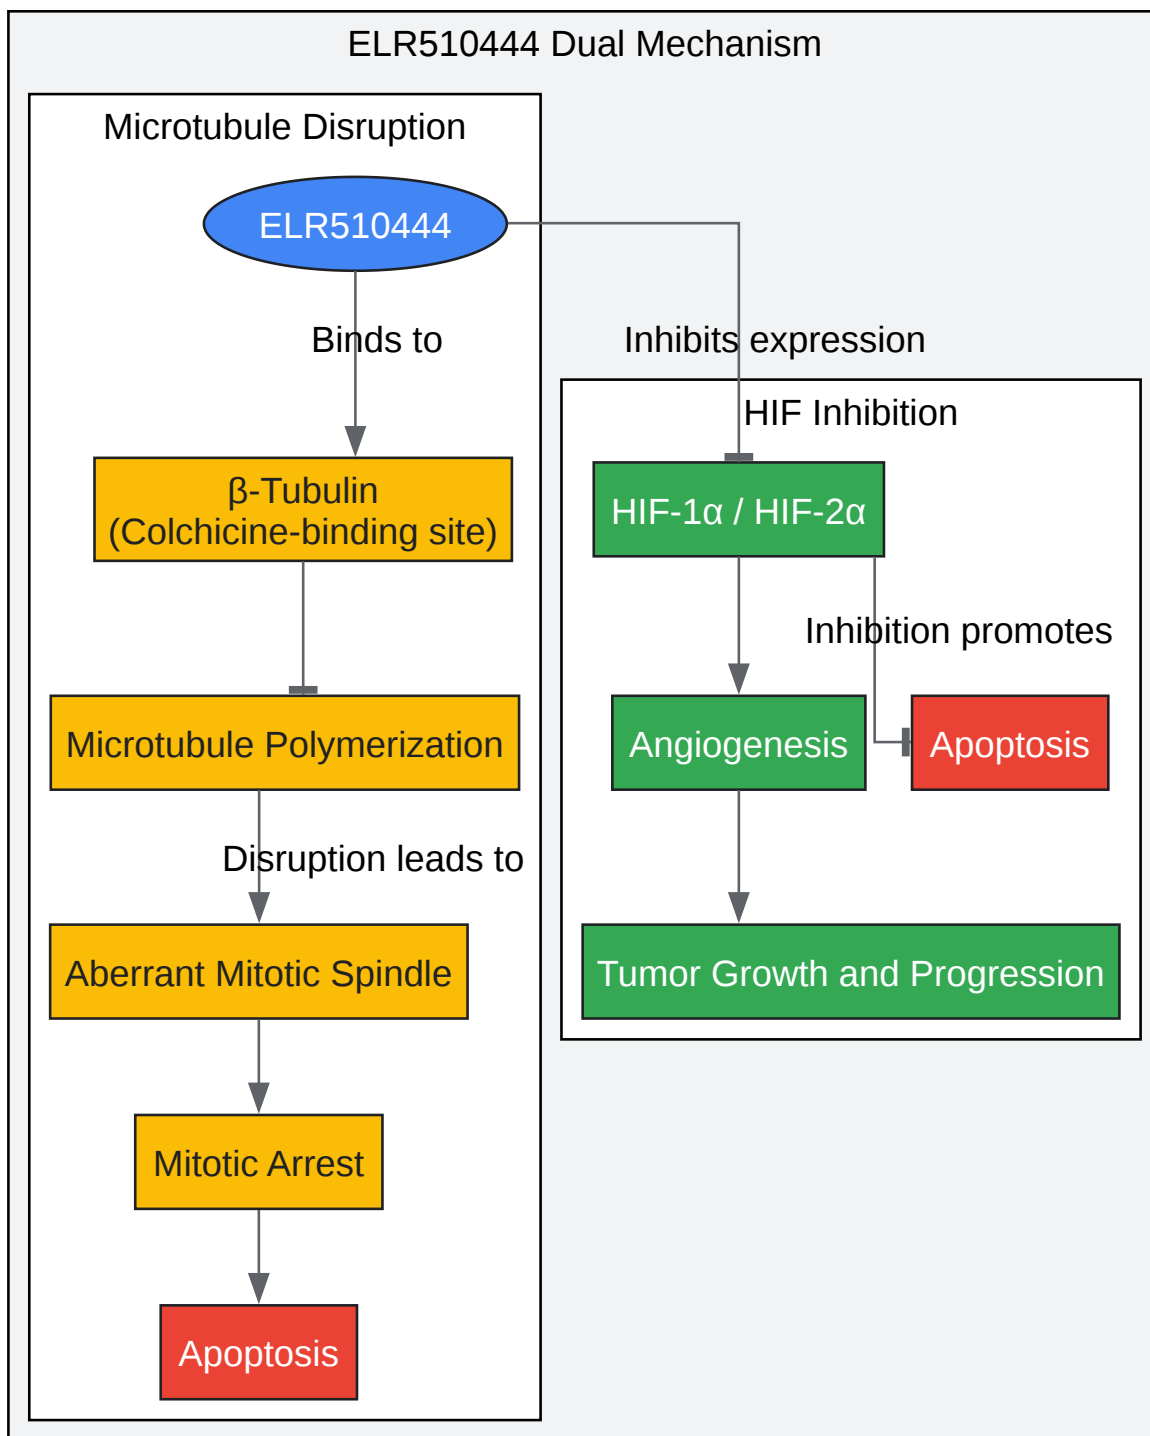 ELR510444 Dual Mechanism
Microtubule Disruption
ELR510444
Binds to
β-Tubulin
(Colchicine-binding site)
Microtubule Polymerization
Disruption leads to
Aberrant Mitotic Spindle
Mitotic Arrest
Apoptosis
Inhibits expression
HIF Inhibition
HIF-1α / HIF-2α
Inhibition promotes
Angiogenesis
Apoptosis
Tumor Growth and Progression